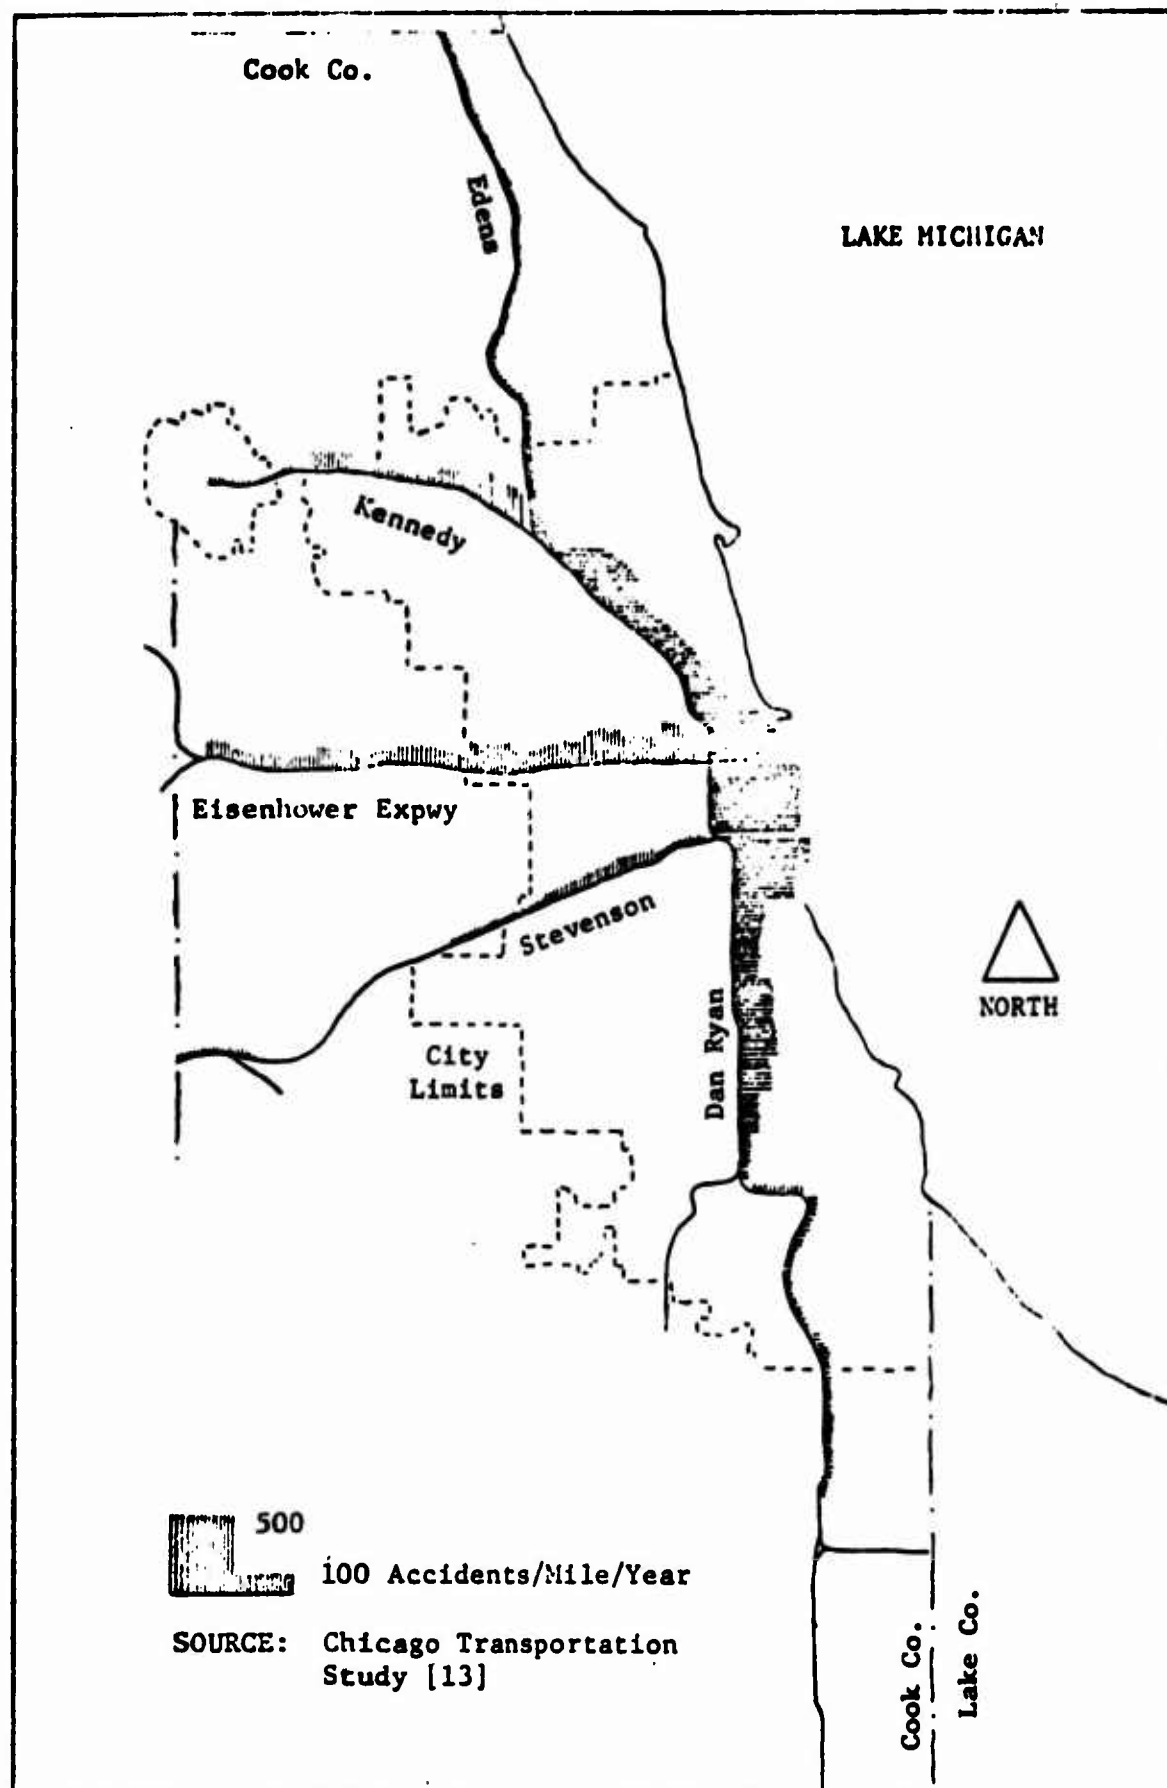 Cook Co.
Edens
LAKE MICHIGAN
Kennedy
Eisenhower Expwy
Stevenson
NORTH
Dan Ryan
City
Limits
500
100 Accidents/Mile/Year
SOURCE: Chicago Transportation
Study [13]
Cook Co.
Lake Co.